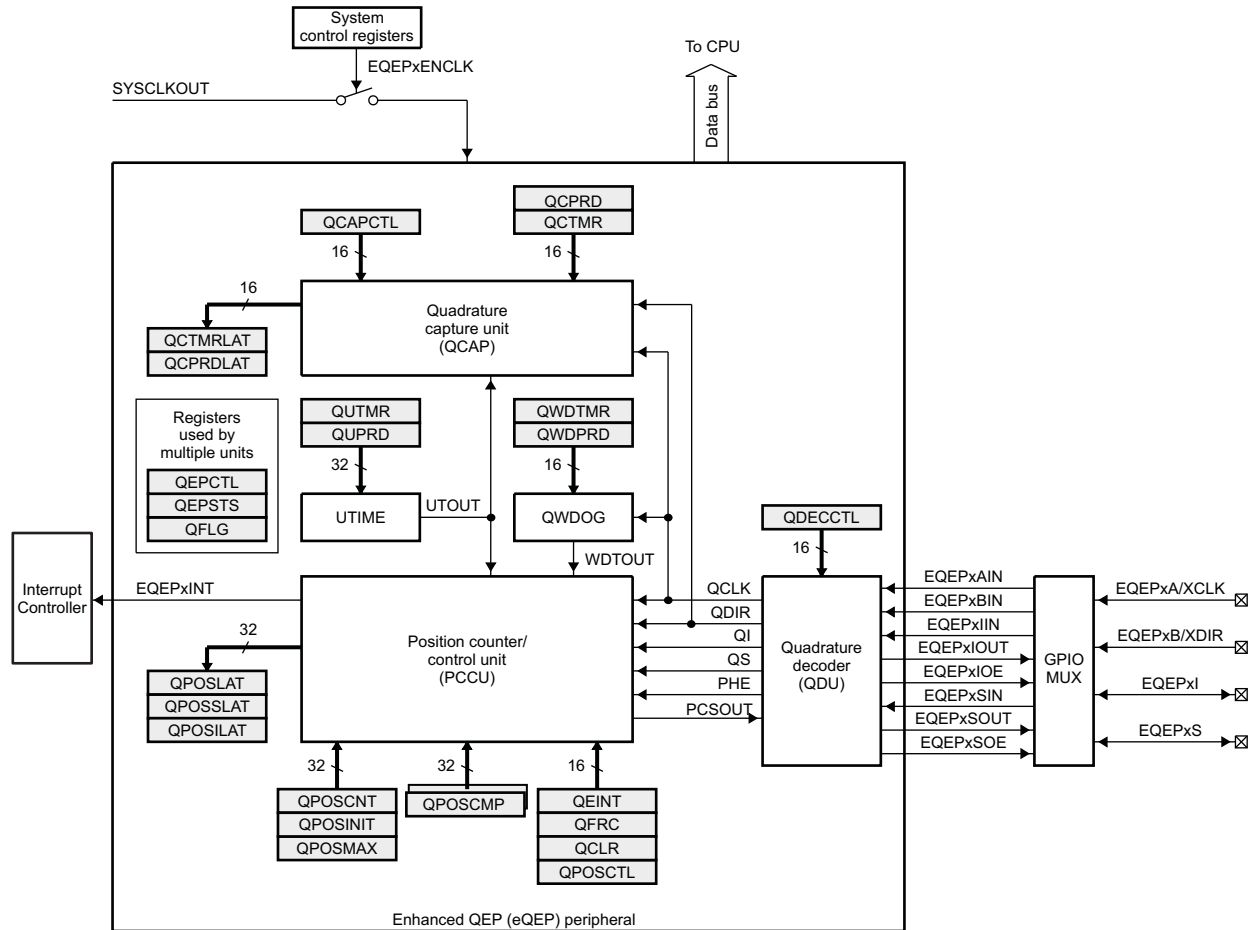 System
control registers
To CPU
EQEPxENCLK
SYSCLKOUT
Data bus
QCPRD
QCAPCTL
QCTMR
16
16
16
Quadrature
capture unit
(QCAP)
QCTMRLAT
QCPRDLAT
Registers
used by
multiple units
QUTMR
QUPRD
QWDTMR
QWDPRD
32
16
QEPCTL
QEPSTS
QFLG
UTIME
UTOUT
QWDOG
QDECCTL
WDTOUT
16
Interrupt
Controller
EQEPxINT
32
Position counter/
control unit
(PCCU)
QCLK
QDIR
QI
QS
PHE
PCSOUT
Quadrature
decoder
(QDU)
EQEPxAIN
EQEPxBIN
EQEPxIIN
EQEPxIOUT
EQEPxIOE
EQEPxSIN
EQEPxSOUT
EQEPxSOE
GPIO
MUX
EQEPxA/XCLK
EQEPxB/XDIR
EQEPxI
EQEPxS
QPOSLAT
QPOSSLAT
QPOSILAT
32
32
16
QPOSCNT
QPOSINIT
QPOSMAX
QPOSCMP
QEINT
QFRC
QCLR
QPOSCTL
Enhanced QEP (eQEP) peripheral